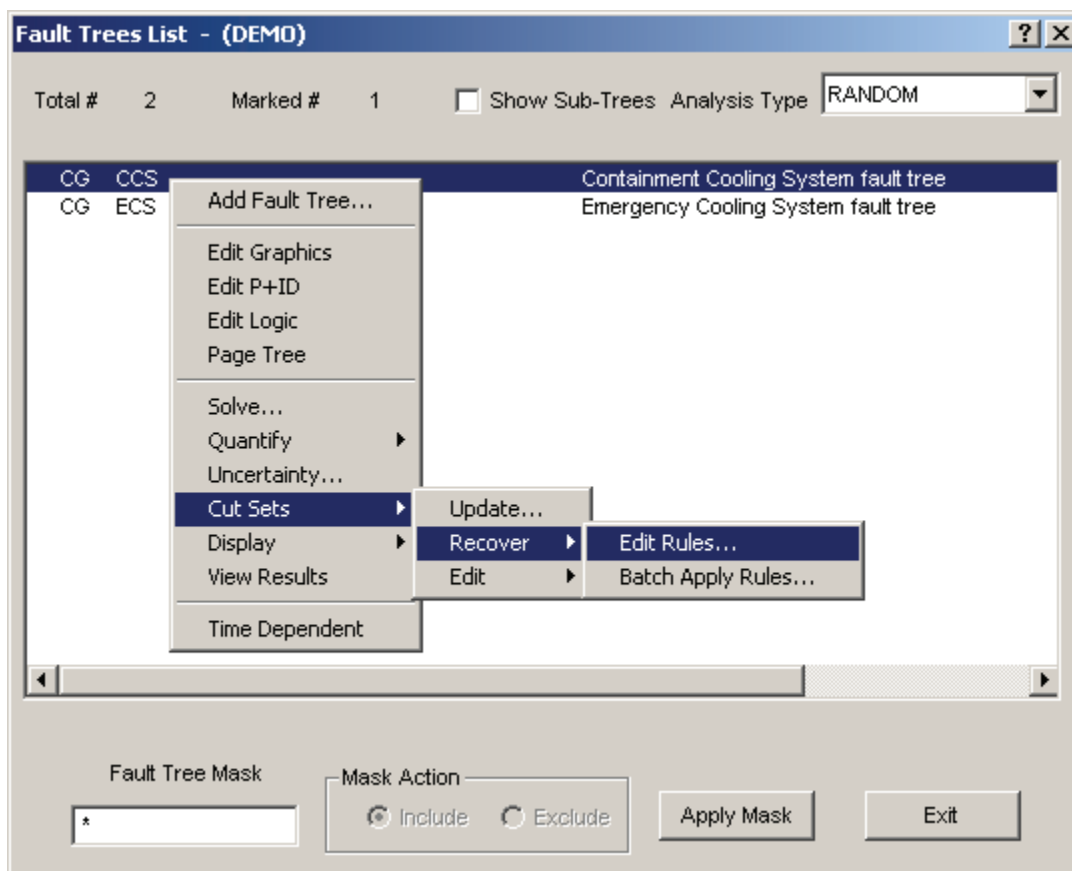 Fault Trees List - (DEMO)
Total # 2 Marked # 1 Show Sub-Trees Analysis Type RANDOM
CG CCS Containment Cooling System fault tree
CG ECS Emergency Cooling System fault tree
Add Fault Tree...
Edit Graphics
Edit P+ID
Edit Logic
Page Tree
Solve...
Quantify
Uncertainty...
Cut Sets
Display
View Results
Time Dependent
Update...
Recover
Edit
Edit Rules...
Batch Apply Rules...
Fault Tree Mask
*
Mask Action
Include Exclude
Apply Mask
Exit